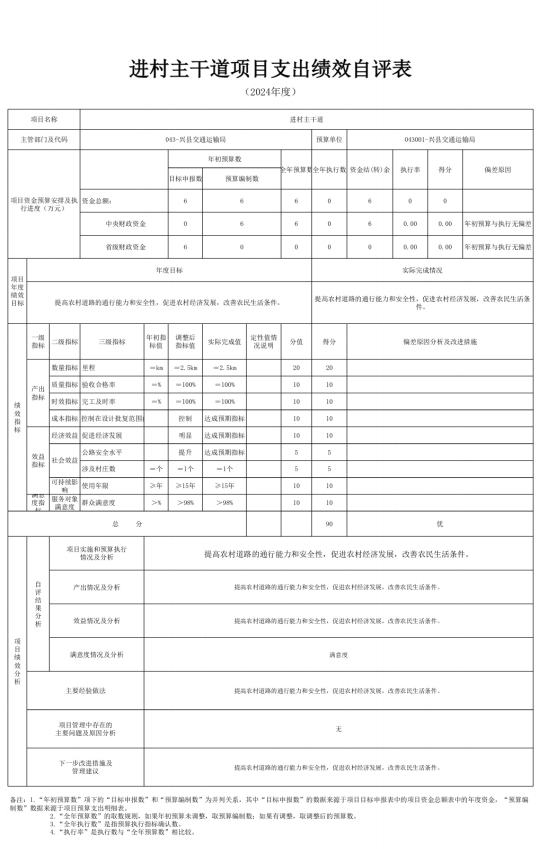 进村主干道项目支出绩效自评表
(2024年度)
项目名称 进村主干道
主管部门及代码 043-兴县交通运输局 预算单位 043001-兴县交通运输局
项目资金预算安排及执行进度(万元) 年初预算数 全年预算数 全年执行数 资金结(转)余 执行率 得分 偏差原因
目标申报数 预算编制数
资金总额: 6 6 6 0 6 0 0
中央财政资金 0 6 6 0 6 0.00 0.00 年初预算与执行无偏差
省级财政资金 6 0 0 0 0 0.00 0.00 年初预算与执行无偏差
项目年度绩效目标 年度目标 实际完成情况
提高农村道路的通行能力和安全性，促进农村经济发展，改善农民生活条件。 提高农村道路的通行能力和安全性，促进农村经济发展，改善农民生活条件。
绩效指标 一级指标 二级指标 三级指标 年初指标值 调整后指标值 实际完成值 定性值情况说明 分值 得分 偏差原因分析及改进措施
产出指标 数量指标 里程 =km =2.5km =2.5km 20 20
质量指标 验收合格率 =% =100% =100% 10 10
时效指标 完工及时率 =% =100% =100% 10 10
成本指标 控制在设计批复范围 控制 达成预期指标 10 10
效益指标 经济效益 促进经济发展 明显 达成预期指标 10 10
社会效益 公路安全水平 提升 达成预期指标 5 5
涉及村庄数 =个 =1个 =1个 5 5
可持续影响 使用年限 ≥年 ≥15年 ≥15年 10 10
满意度指标 服务对象满意度 群众满意度 >% >98% >98% 10 10
总 分 90 优
项目绩效分析 自评结果分析 项目实施和预算执行情况及分析 提高农村道路的通行能力和安全性，促进农村经济发展，改善农民生活条件。
产出情况及分析 提高农村道路的通行能力和安全性，促进农村经济发展，改善农民生活条件。
效益情况及分析 提高农村道路的通行能力和安全性，促进农村经济发展，改善农民生活条件。
满意度情况及分析 满意度
主要经验做法 提高农村道路的通行能力和安全性，促进农村经济发展，改善农民生活条件。
项目管理中存在的主要问题及原因分析 无
下一步改进措施及管理建议 提高农村道路的通行能力和安全性，促进农村经济发展，改善农民生活条件。
备注：1.“年初预算数”项下的“目标申报数”和“预算编制数”为并列关系，其中“目标申报数”的数据来源于项目目标申报表中的项目资金总额表中的年度资金，“预算编
制数”数据来源于项目预算支出明细表。
2.“全年预算数”的取数规则，如果年初预算未调整，取预算编制数；如果有调整，取调整后的预算数。
3.“全年执行数”是指预算执行指标确认数。
4.“执行率”是执行数与“全年预算数”相比较。